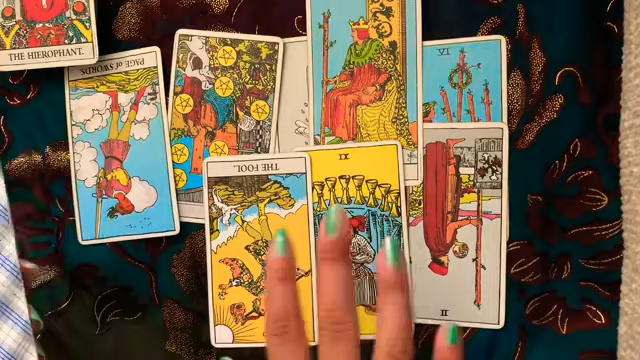 THE HIEROPHANT.
PAGE of SWORDS.
VI
IX
THE FOOL.
II